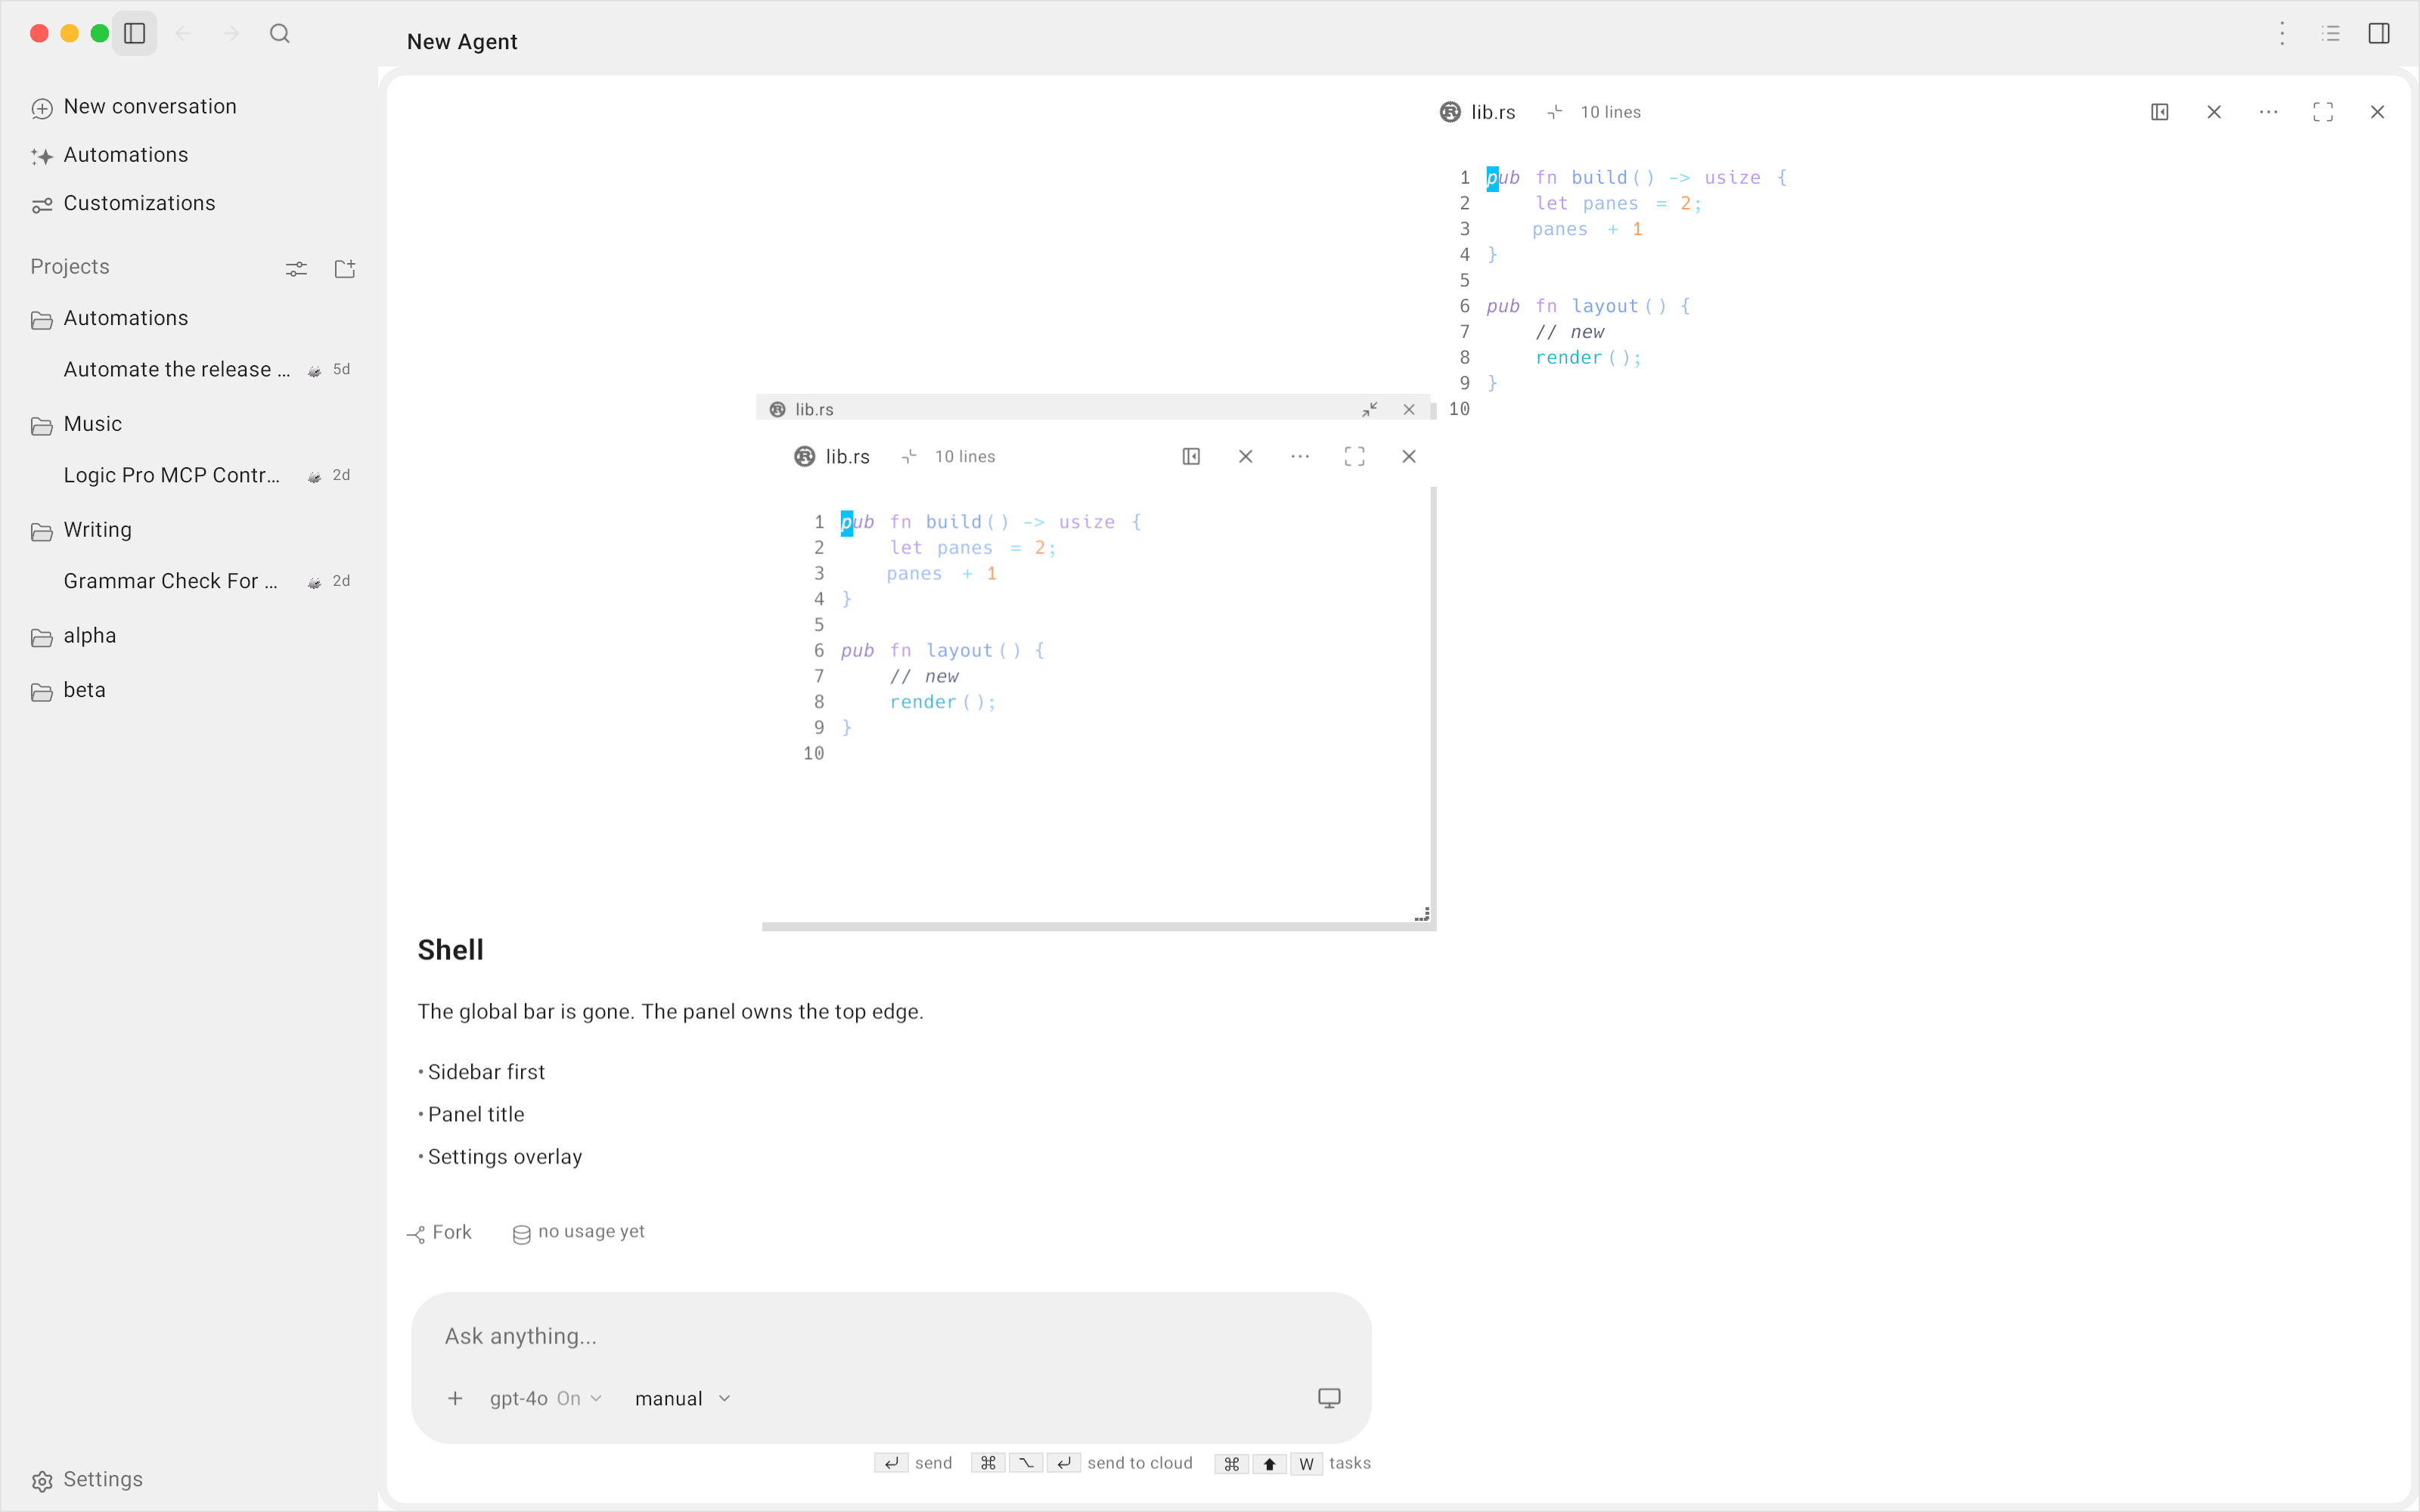 New Agent
New conversation
Automations
Customizations
Projects
Automations
Automate the release ... 5d
Music
Logic Pro MCP Contr... 2d
Writing
Grammar Check For ... 2d
alpha
beta
Settings
lib.rs
lib.rs 10 lines
1 pub fn build() -> usize {
2 let panes = 2;
3 panes + 1
4 }
5
6 pub fn layout() {
7 // new
8 render();
9 }
10
Shell
The global bar is gone. The panel owns the top edge.
• Sidebar first
• Panel title
• Settings overlay
Fork no usage yet
Ask anything...
gpt-4o On manual
send ⌘ ⌥ send to cloud ⌘ W tasks
lib.rs 10 lines
1 pub fn build() -> usize {
2 let panes = 2;
3 panes + 1
4 }
5
6 pub fn layout() {
7 // new
8 render();
9 }
10